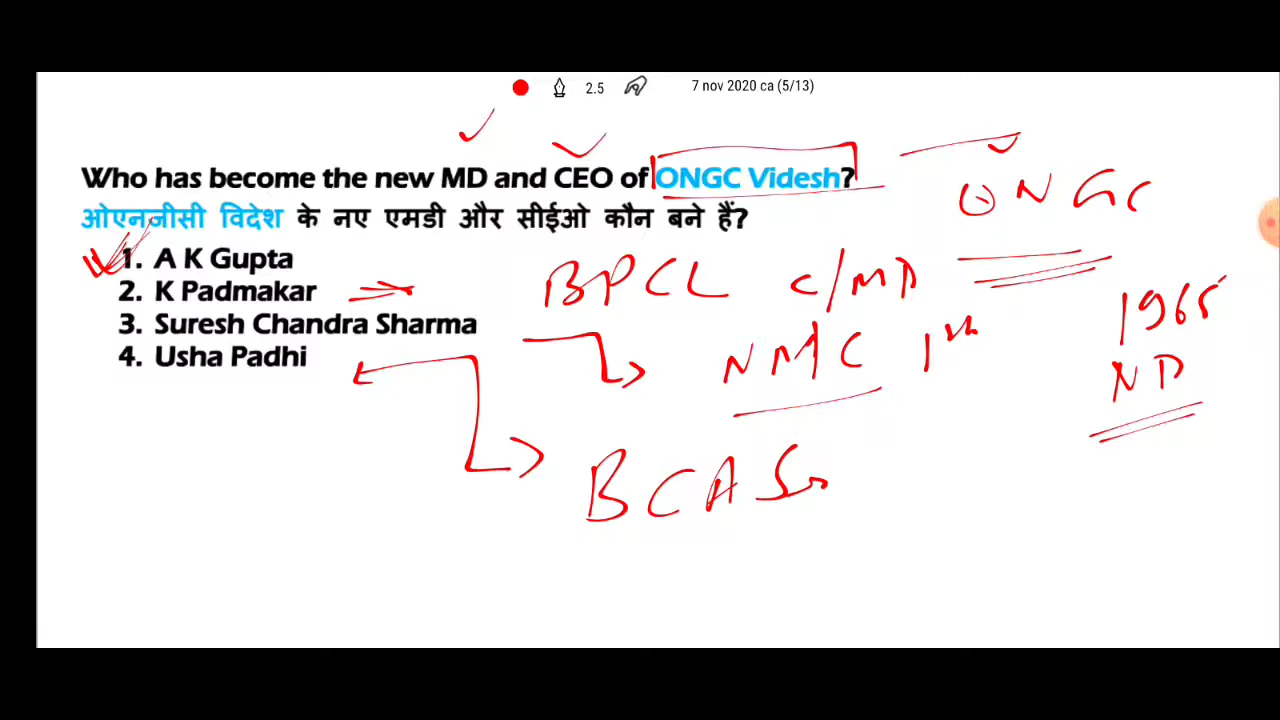 2.5 7 nov 2020 ca (5/13)
Who has become the new MD and CEO of ONGC Videsh?
ओएनजीसी विदेश के नए एमडी और सीईओ कौन बने हैं?
ONGC
1. A K Gupta
2. K Padmakar
BPCL C/MD
3. Suresh Chandra Sharma
1965
NMC 1st
4. Usha Padhi
ND
BCAS